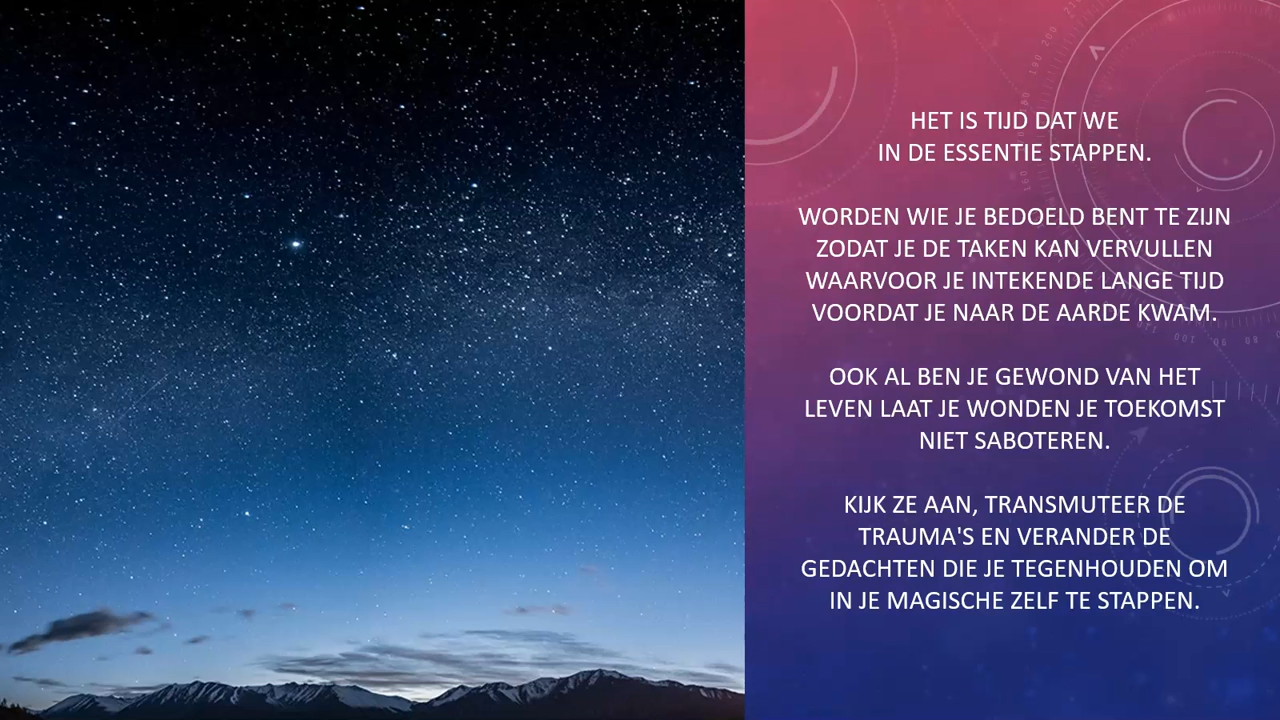 HET IS TIJD DAT WE
IN DE ESSENTIE STAPPEN.
WORDEN WIE JE BEDOELD BENT TE ZIJN
ZODAT JE DE TAKEN KAN VERVULLEN
WAARVOOR JE INTEKENDE LANGE TIJD
VOORDAT JE NAAR DE AARDE KWAM.
OOK AL BEN JE GEWOND VAN HET
LEVEN LAAT JE WONDEN JE TOEKOMST
NIET SABOTEREN.
KIJK ZE AAN, TRANSMUTEER DE
TRAUMA'S EN VERANDER DE
GEDACHTEN DIE JE TEGENHOUDEN OM
IN JE MAGISCHE ZELF TE STAPPEN.